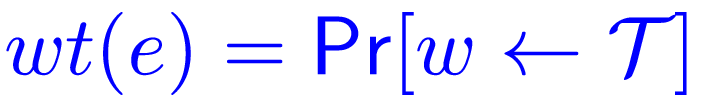 wt(e) = Pr[w ← 𝒯]